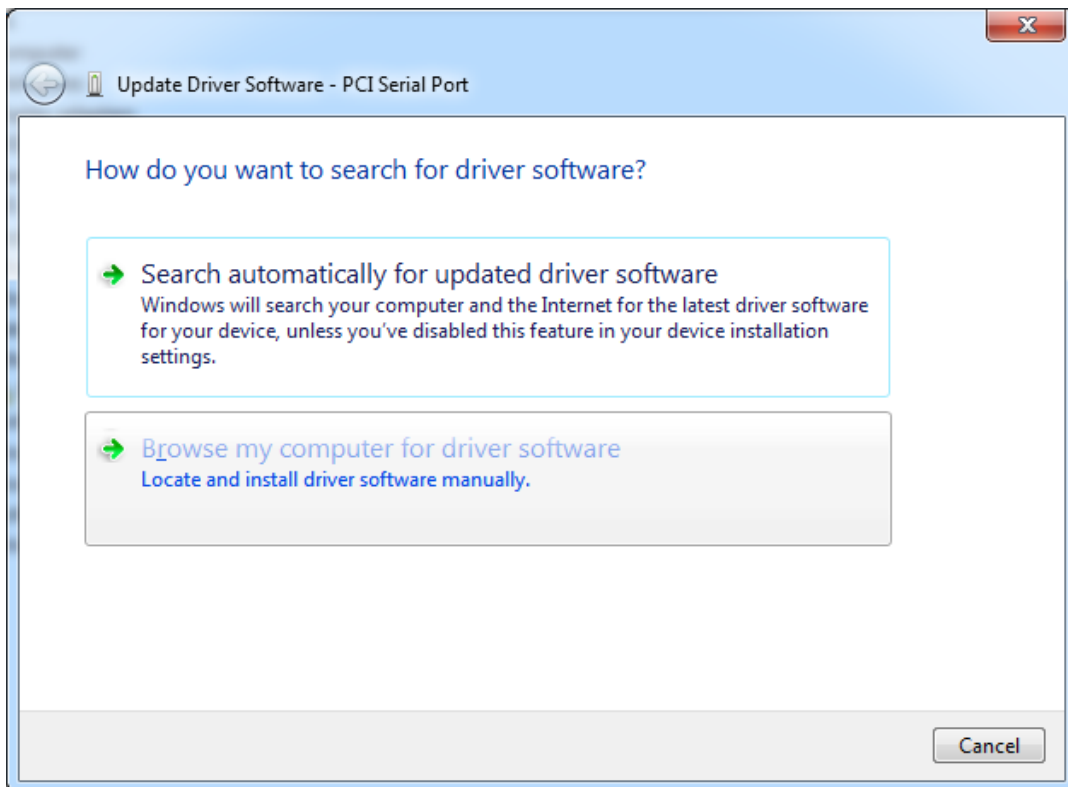 Update Driver Software - PCI Serial Port
How do you want to search for driver software?
Search automatically for updated driver software
Windows will search your computer and the Internet for the latest driver software
for your device, unless you've disabled this feature in your device installation
settings.
Browse my computer for driver software
Locate and install driver software manually.
Cancel